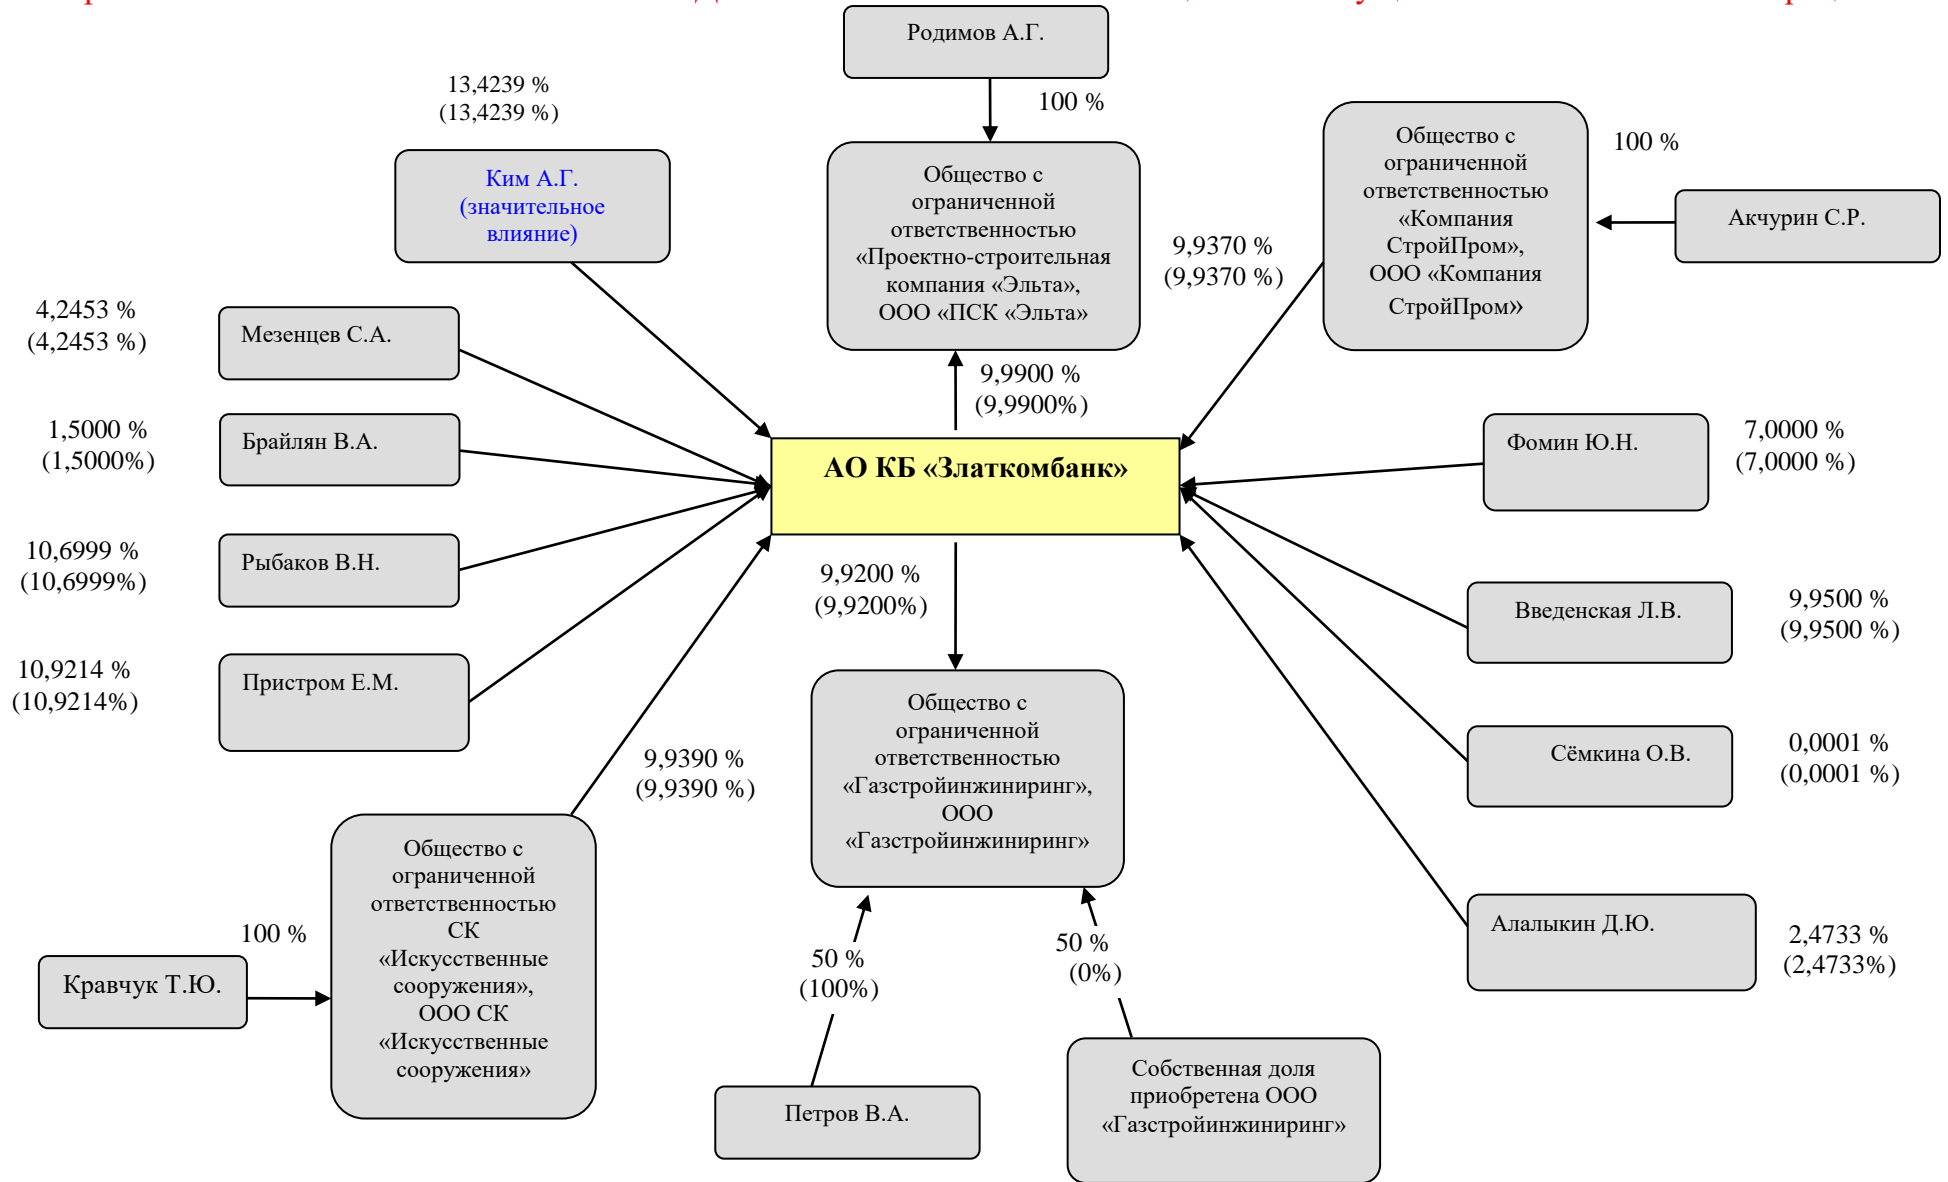 Родимов А.Г.
13,4239 %
(13,4239 %)
100 %
Ким А.Г.
(значительное
влияние)
Общество с
ограниченной
ответственностью
«Проектно-строительная
компания «Эльта»,
ООО «ПСК «Эльта»
Общество с
ограниченной
ответственностью
«Компания
СтройПром»,
ООО «Компания
СтройПром»
100 %
Акчурин С.Р.
9,9370 %
(9,9370 %)
4,2453 %
(4,2453 %)
Мезенцев С.А.
9,9900 %
(9,9900%)
1,5000 %
(1,5000%)
Брайлян В.А.
АО КБ «Златкомбанк»
Фомин Ю.Н.
7,0000 %
(7,0000 %)
10,6999 %
(10,6999%)
Рыбаков В.Н.
9,9200 %
(9,9200%)
Введенская Л.В.
9,9500 %
(9,9500 %)
10,9214 %
(10,9214%)
Пристром Е.М.
Общество с
ограниченной
ответственностью
«Газстройинжиниринг»,
ООО
«Газстройинжиниринг»
9,9390 %
(9,9390 %)
Сёмкина О.В.
0,0001 %
(0,0001 %)
Общество с
ограниченной
ответственностью
СК
«Искусственные
сооружения»,
ООО СК
«Искусственные
сооружения»
100 %
Кравчук Т.Ю.
50 %
(100%)
50 %
(0%)
Алалыкин Д.Ю.
2,4733 %
(2,4733%)
Петров В.А.
Собственная доля
приобретена ООО
«Газстройинжиниринг»